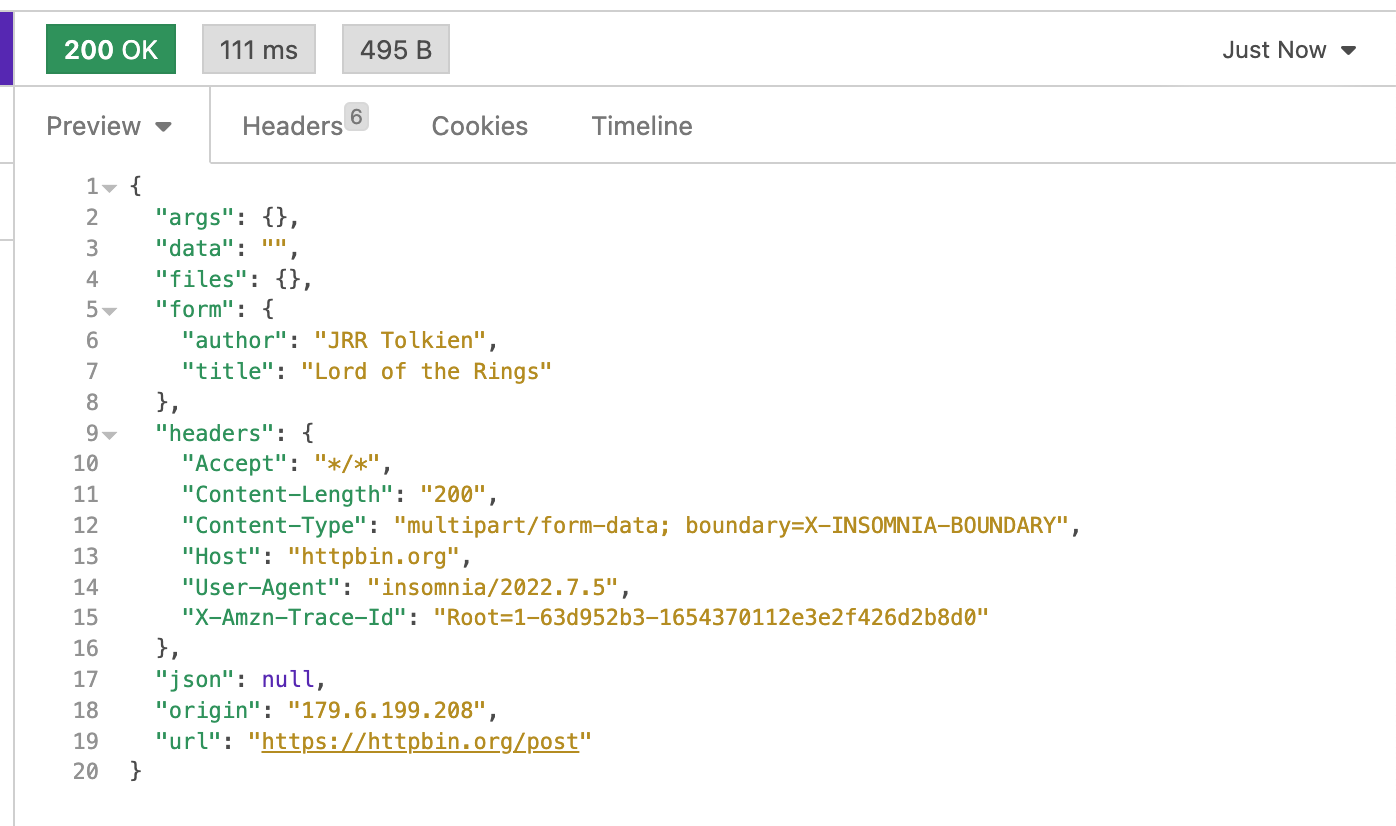 200 OK 111 ms 495 B Just Now
Preview Headers 6 Cookies Timeline
1 {
2   "args": {},
3   "data": "",
4   "files": {},
5   "form": {
6     "author": "JRR Tolkien",
7     "title": "Lord of the Rings"
8   },
9   "headers": {
10     "Accept": "*/*",
11     "Content-Length": "200",
12     "Content-Type": "multipart/form-data; boundary=X-INSOMNIA-BOUNDARY",
13     "Host": "httpbin.org",
14     "User-Agent": "insomnia/2022.7.5",
15     "X-Amzn-Trace-Id": "Root=1-63d952b3-1654370112e3e2f426d2b8d0"
16   },
17   "json": null,
18   "origin": "179.6.199.208",
19   "url": "https://httpbin.org/post"
20 }